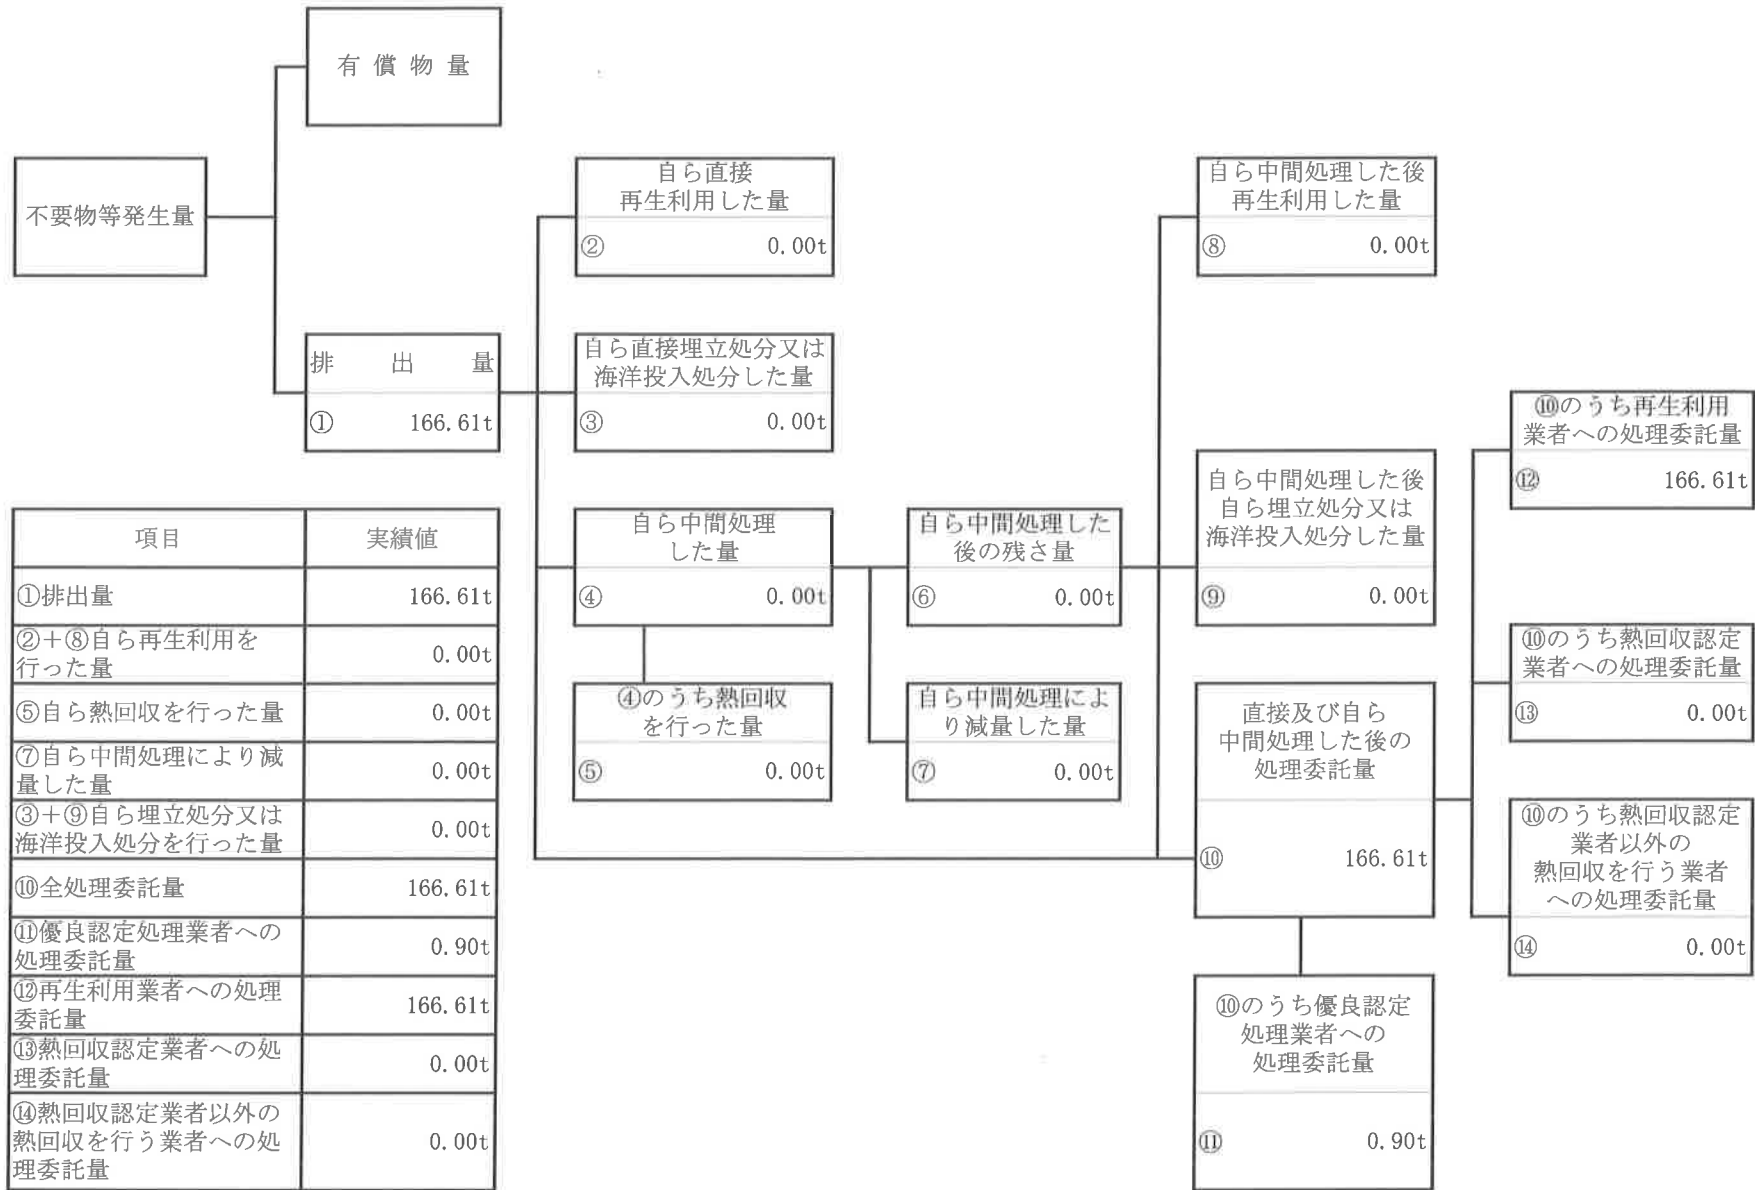 有償物量
不要物等発生量
排出量
① 166.61t
自ら直接
再生利用した量
② 0.00t
自ら直接埋立処分又は
海洋投入処分した量
③ 0.00t
自ら中間処理
した量
④ 0.00t
④のうち熱回収
を行った量
⑤ 0.00t
自ら中間処理した
後の残さ量
⑥ 0.00t
自ら中間処理によ
り減量した量
⑦ 0.00t
自ら中間処理した後
再生利用した量
⑧ 0.00t
自ら中間処理した後
自ら埋立処分又は
海洋投入処分した量
⑨ 0.00t
直接及び自ら
中間処理した後の
処理委託量
⑩ 166.61t
⑩のうち優良認定
処理業者への
処理委託量
⑪ 0.90t
⑩のうち再生利用
業者への処理委託量
⑫ 166.61t
⑩のうち熱回収認定
業者への処理委託量
⑬ 0.00t
⑩のうち熱回収認定
業者以外の
熱回収を行う業者
への処理委託量
⑭ 0.00t
項目 実績値
①排出量 166.61t
②+⑧自ら再生利用を
行った量 0.00t
⑤自ら熱回収を行った量 0.00t
⑦自ら中間処理により減
量した量 0.00t
③+⑨自ら埋立処分又は
海洋投入処分を行った量 0.00t
⑩全処理委託量 166.61t
⑪優良認定処理業者への
処理委託量 0.90t
⑫再生利用業者への処理
委託量 166.61t
⑬熱回収認定業者への処
理委託量 0.00t
⑭熱回収認定業者以外の
熱回収を行う業者への処
理委託量 0.00t